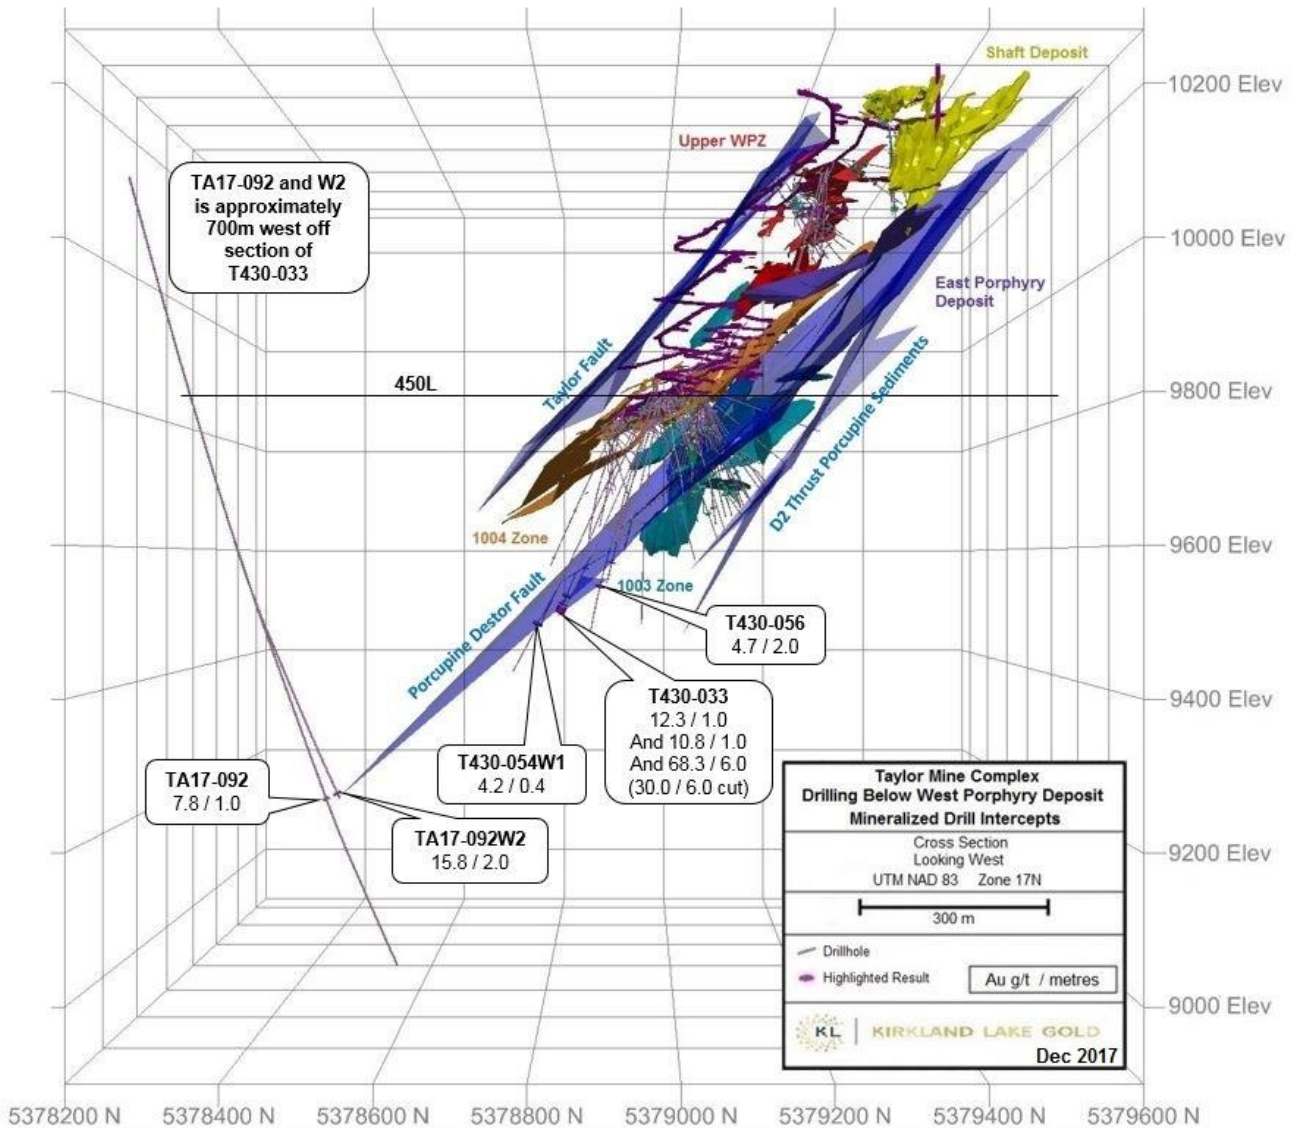 Shaft Deposit
10200 Elev
Upper WPZ
TA17-092 and W2
is approximately
700m west off
section of
T430-033
10000 Elev
East Porphyry
Deposit
Taylor Fault
450L
9800 Elev
D2 Thrust Porcupine Sediments
1004 Zone
9600 Elev
1003 Zone
Porcupine Destor Fault
T430-056
4.7 / 2.0
T430-033
12.3 / 1.0
And 10.8 / 1.0
And 68.3 / 6.0
(30.0 / 6.0 cut)
9400 Elev
T430-054W1
4.2 / 0.4
TA17-092
7.8 / 1.0
TA17-092W2
15.8 / 2.0
Taylor Mine Complex
Drilling Below West Porphyry Deposit
Mineralized Drill Intercepts
Cross Section
Looking West
UTM NAD 83 Zone 17N
300 m
Drillhole
Highlighted Result
Au g/t / metres
KL KIRKLAND LAKE GOLD
Dec 2017
9200 Elev
9000 Elev
5378200 N 5378400 N 5378600 N 5378800 N 5379000 N 5379200 N 5379400 N 5379600 N